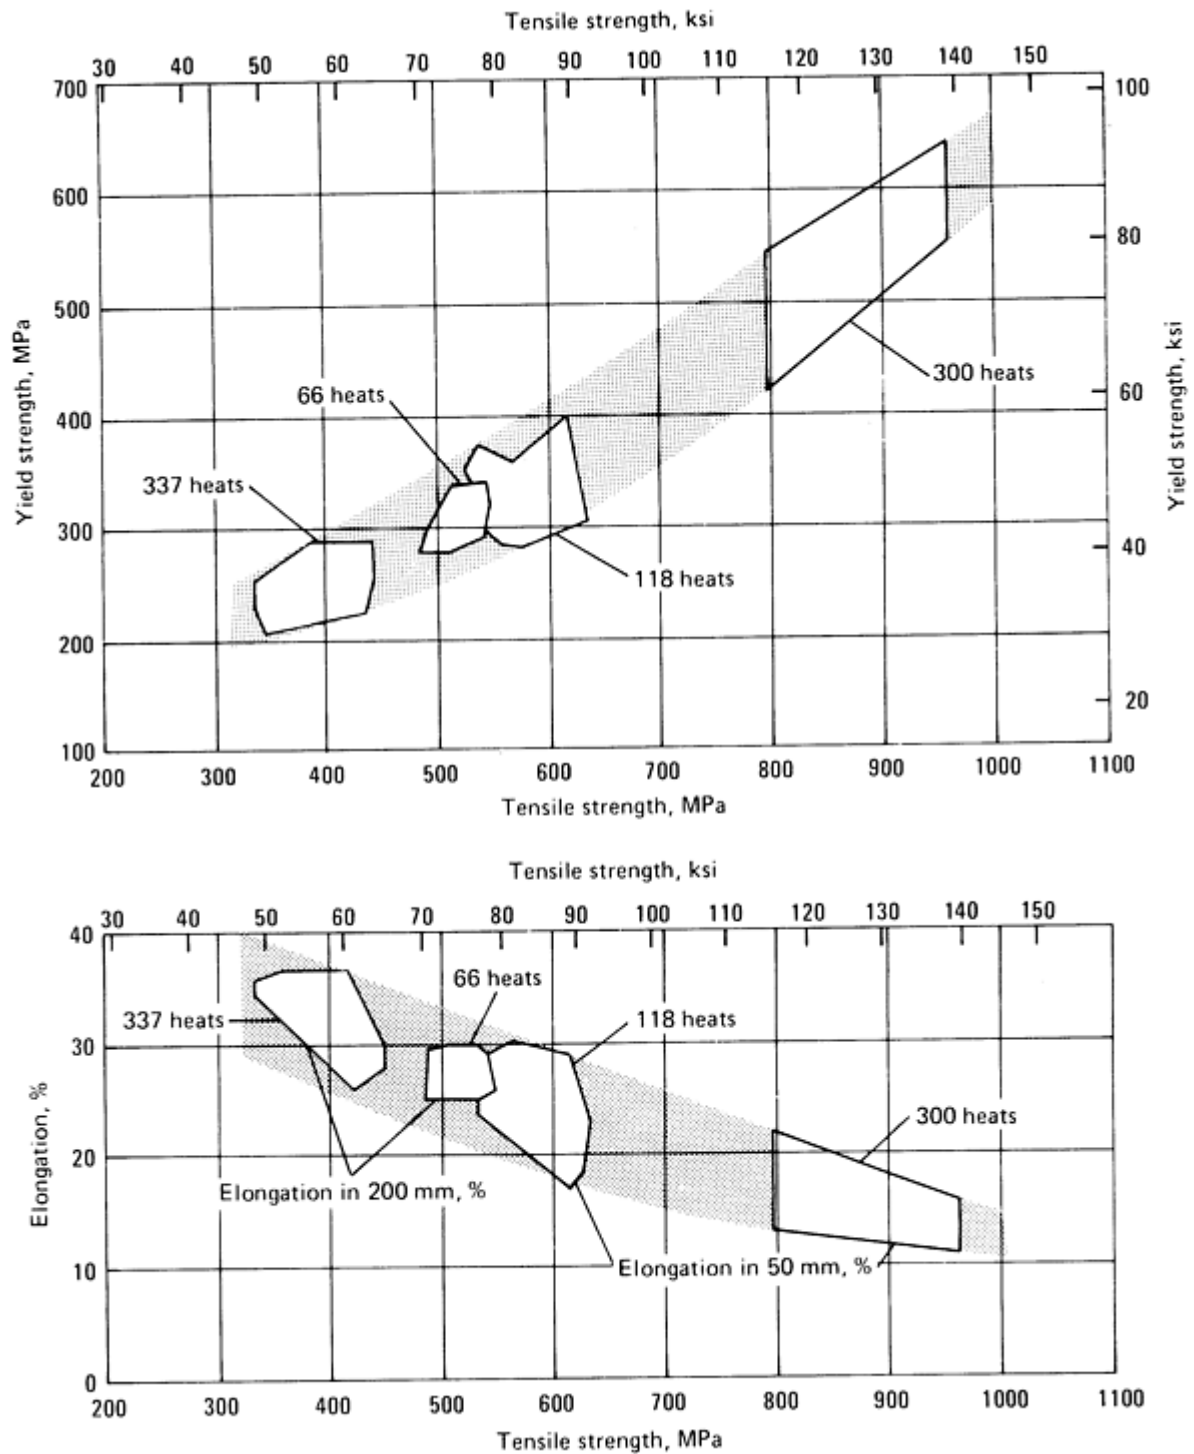 Tensile strength, ksi
30 40 50 60 70 80 90 100 110 120 130 140 150
700
600
500
400
300
200
100
Yield strength, MPa
100
80
60
40
20
Yield strength, ksi
66 heats
337 heats
300 heats
118 heats
200 300 400 500 600 700 800 900 1000 1100
Tensile strength, MPa
Tensile strength, ksi
30 40 50 60 70 80 90 100 110 120 130 140 150
40
30
20
10
0
Elongation, %
66 heats
337 heats
118 heats
300 heats
Elongation in 200 mm, %
Elongation in 50 mm, %
200 300 400 500 600 700 800 900 1000 1100
Tensile strength, MPa